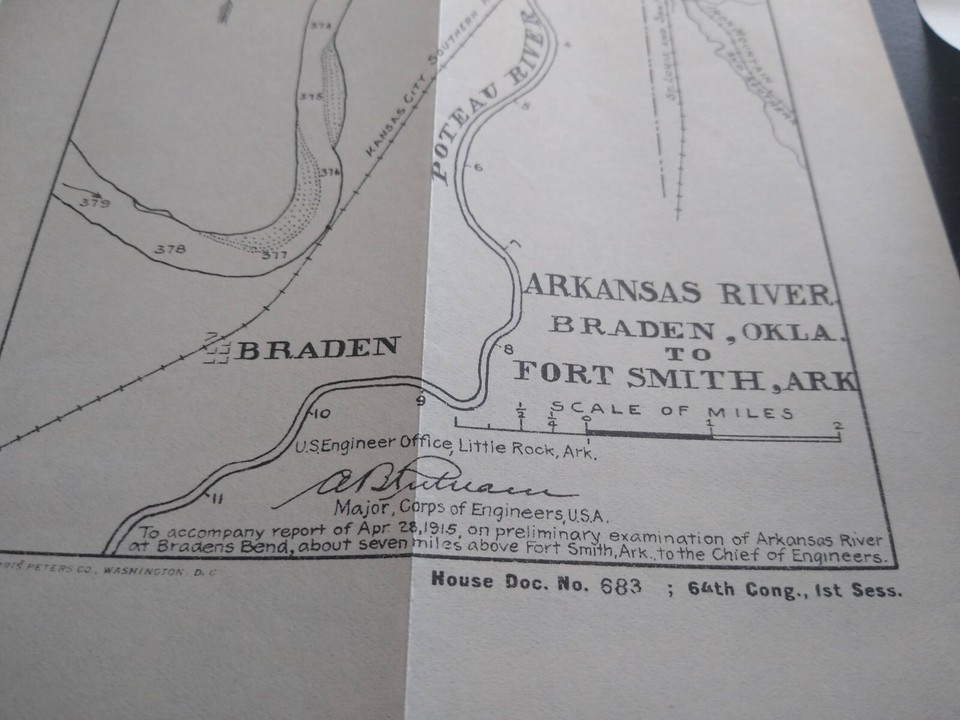 374
375
376
377
378
379
KANSAS CITY SOUTHERN
POTEAU RIVER
5
6
7
8
9
10
11
BRADEN
ARKANSAS RIVER
BRADEN, OKLA.
TO
FORT SMITH, ARK
SCALE OF MILES
½ ¼ 0 1 2
U.S. Engineer Office, Little Rock, Ark.
A B Putnam
Major, Corps of Engineers, U.S.A.
To accompany report of Apr. 28, 1915, on preliminary examination of Arkansas River
at Bradens Bend, about seven miles above Fort Smith, Ark., to the Chief of Engineers.
PETERS CO., WASHINGTON, D. C
House Doc. No. 683 ; 64th Cong., 1st Sess.